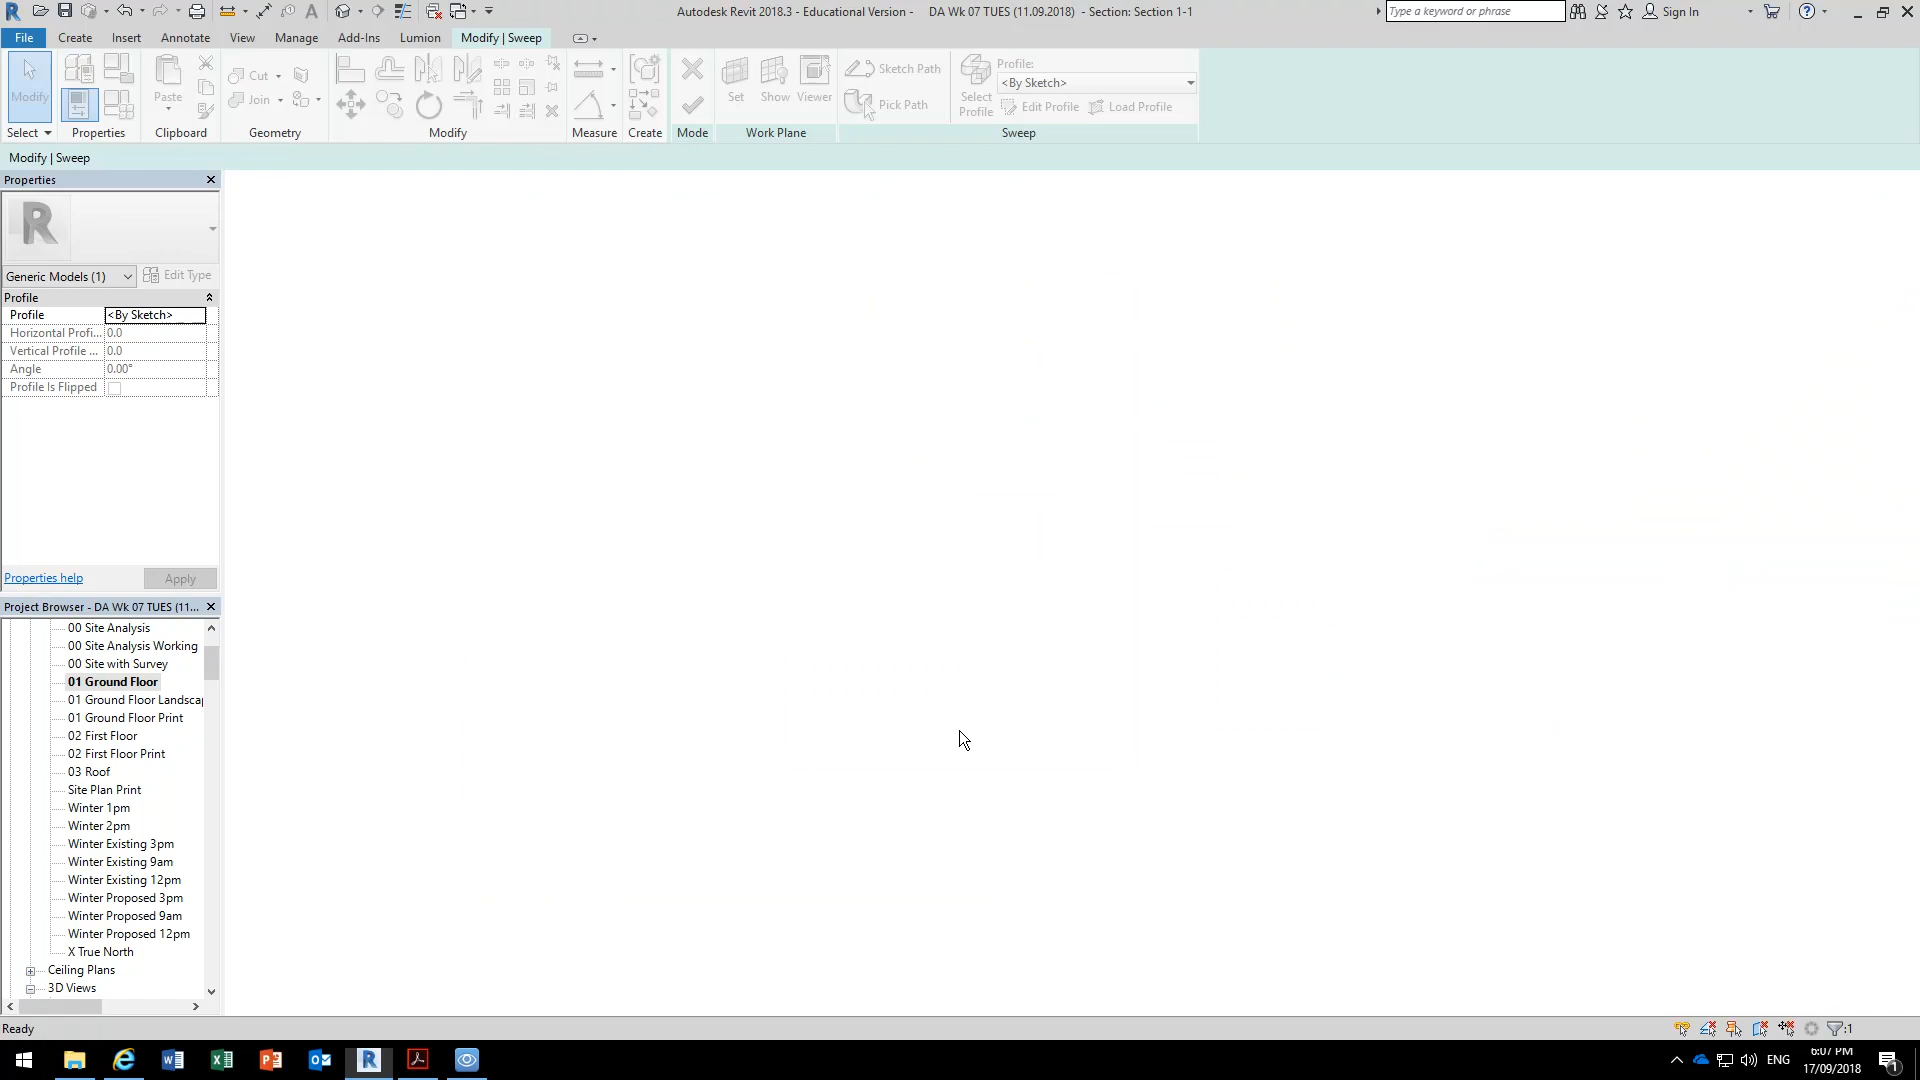 Autodesk Revit 2018.3 - Educational Version - DA Wk 07 TUES (11.09.2018) - Section: Section 1-1
Type a keyword or phrase
Sign In
File Create Insert Annotate View Manage Add-Ins Lumion Modify | Sweep
Modify
Paste
Cut
Join
Set Show Viewer
Sketch Path
Pick Path
Select Profile
Profile:
<By Sketch>
Edit Profile Load Profile
Select Properties Clipboard Geometry Modify Measure Create Mode Work Plane Sweep
Modify | Sweep
Properties
Generic Models (1) Edit Type
Profile
Profile <By Sketch>
Horizontal Profi... 0.0
Vertical Profile ... 0.0
Angle 0.00°
Profile Is Flipped
Properties help Apply
Project Browser - DA Wk 07 TUES (11...
00 Site Analysis
00 Site Analysis Working
00 Site with Survey
01 Ground Floor
01 Ground Floor Landscap
01 Ground Floor Print
02 First Floor
02 First Floor Print
03 Roof
Site Plan Print
Winter 1pm
Winter 2pm
Winter Existing 3pm
Winter Existing 9am
Winter Existing 12pm
Winter Proposed 3pm
Winter Proposed 9am
Winter Proposed 12pm
X True North
Ceiling Plans
3D Views
Ready
:1
ENG
6:07 PM
17/09/2018
1